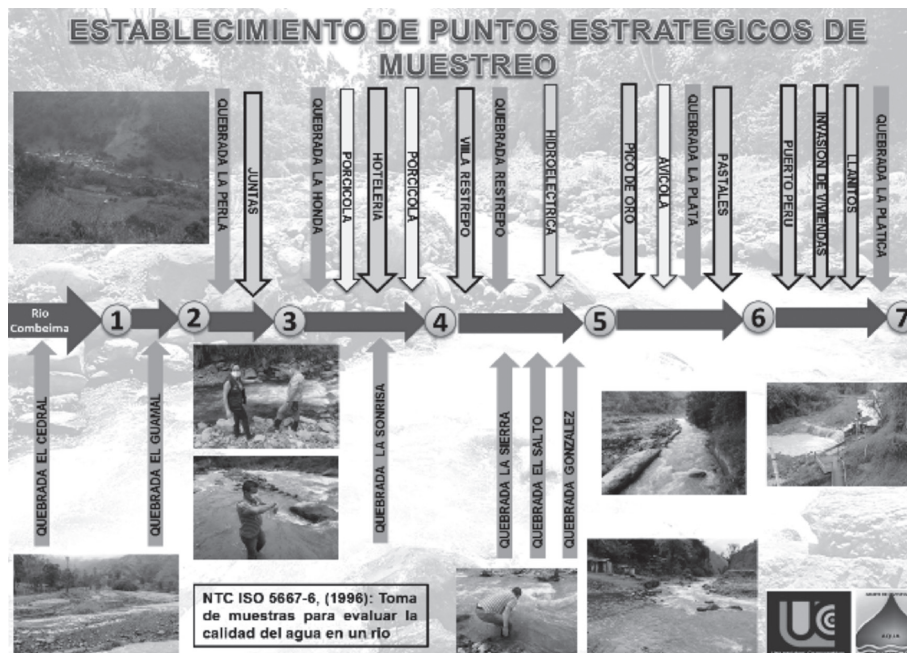 ESTABLECIMIENTO DE PUNTOS ESTRATEGICOS DE
MUESTREO
QUEBRADA LA PERLA
JUNTAS
QUEBRADA LA HONDA
PORCICOLA
HOTELERIA
PORCICOLA
VILLA RESTREPO
QUEBRADA RESTREPO
HIDROELECTRICA
PICO DE ORO
AVÍCOLA
QUEBRADA LA PLATA
PASTALES
PUERTO PERU
INVASION DE VIVIENDAS
LLANITOS
QUEBRADA LA PLATICA
Rio
Combeima
1
2
3
4
5
6
7
QUEBRADA EL CEDRAL
QUEBRADA EL GUAMAL
QUEBRADA LA SONRISA
QUEBRADA LA SIERRA
QUEBRADA EL SALTO
QUEBRADA GONZALEZ
NTC ISO 5667-6, (1996): Toma
de muestras para evaluar la
calidad del agua en un rio